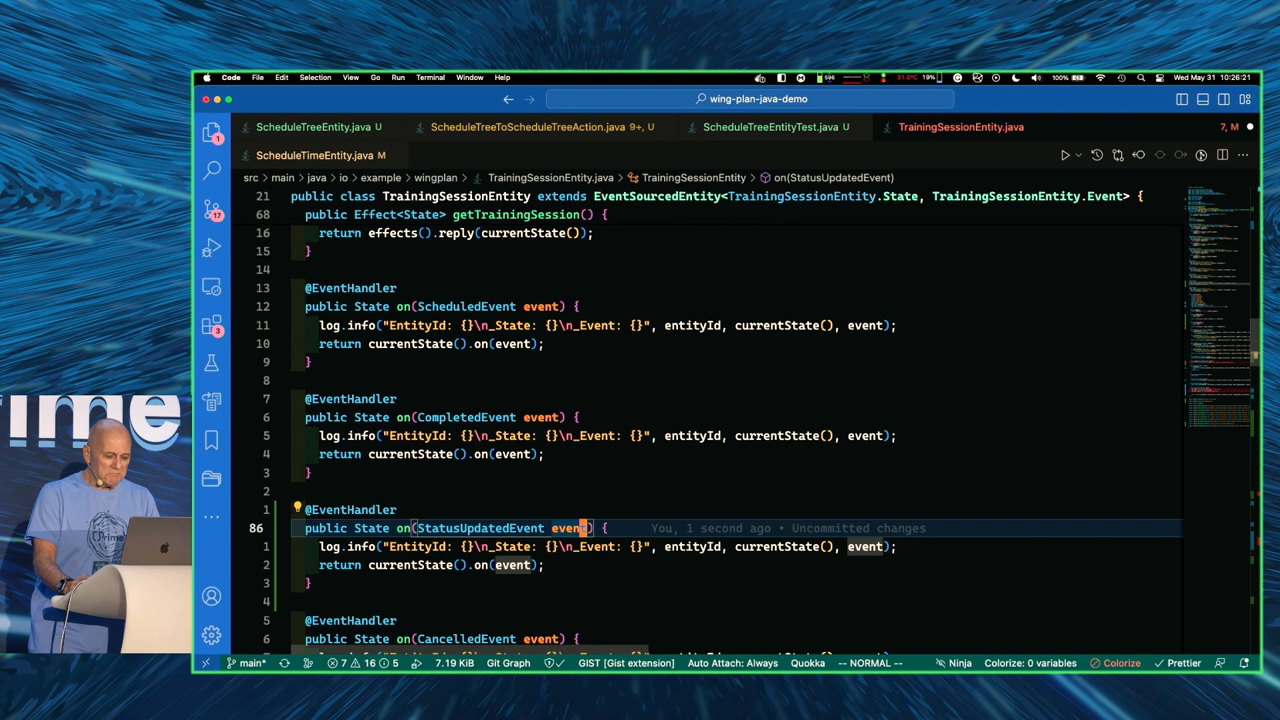 Code File Edit Selection View Go Run Terminal Window Help 596 31.0°C 19% 100% Wed May 31 10:26:21
wing-plan-java-demo
ScheduleTreeEntity.java U ScheduleTreeToScheduleTreeAction.java 9+, U ScheduleTreeEntityTest.java U TrainingSessionEntity.java 7, M
ScheduleTimeEntity.java M
src > main > java > io > example > wingplan > TrainingSessionEntity.java > TrainingSessionEntity > on(StatusUpdatedEvent)
21 public class TrainingSessionEntity extends EventSourcedEntity<TrainingSessionEntity.State, TrainingSessionEntity.Event> {
68 public Effect<State> getTrainingSession() {
16 return effects().reply(currentState());
15 }
14
13 @EventHandler
12 public State on(ScheduledEvent event) {
11 log.info("EntityId: {}\n_State: {}\n_Event: {}", entityId, currentState(), event);
10 return currentState().on(event);
9 }
8
7 @EventHandler
6 public State on(CompletedEvent event) {
5 log.info("EntityId: {}\n_State: {}\n_Event: {}", entityId, currentState(), event);
4 return currentState().on(event);
3 }
2
1 @EventHandler
86 public State on(StatusUpdatedEvent event) { You, 1 second ago • Uncommitted changes
1 log.info("EntityId: {}\n_State: {}\n_Event: {}", entityId, currentState(), event);
2 return currentState().on(event);
3 }
4
5 @EventHandler
6 public State on(CancelledEvent event) {
main* 7 16 5 7.19 KiB Git Graph GIST [Gist extension] Auto Attach: Always Quokka -- NORMAL -- Ninja Colorize: 0 variables Colorize Prettier
1
17
3